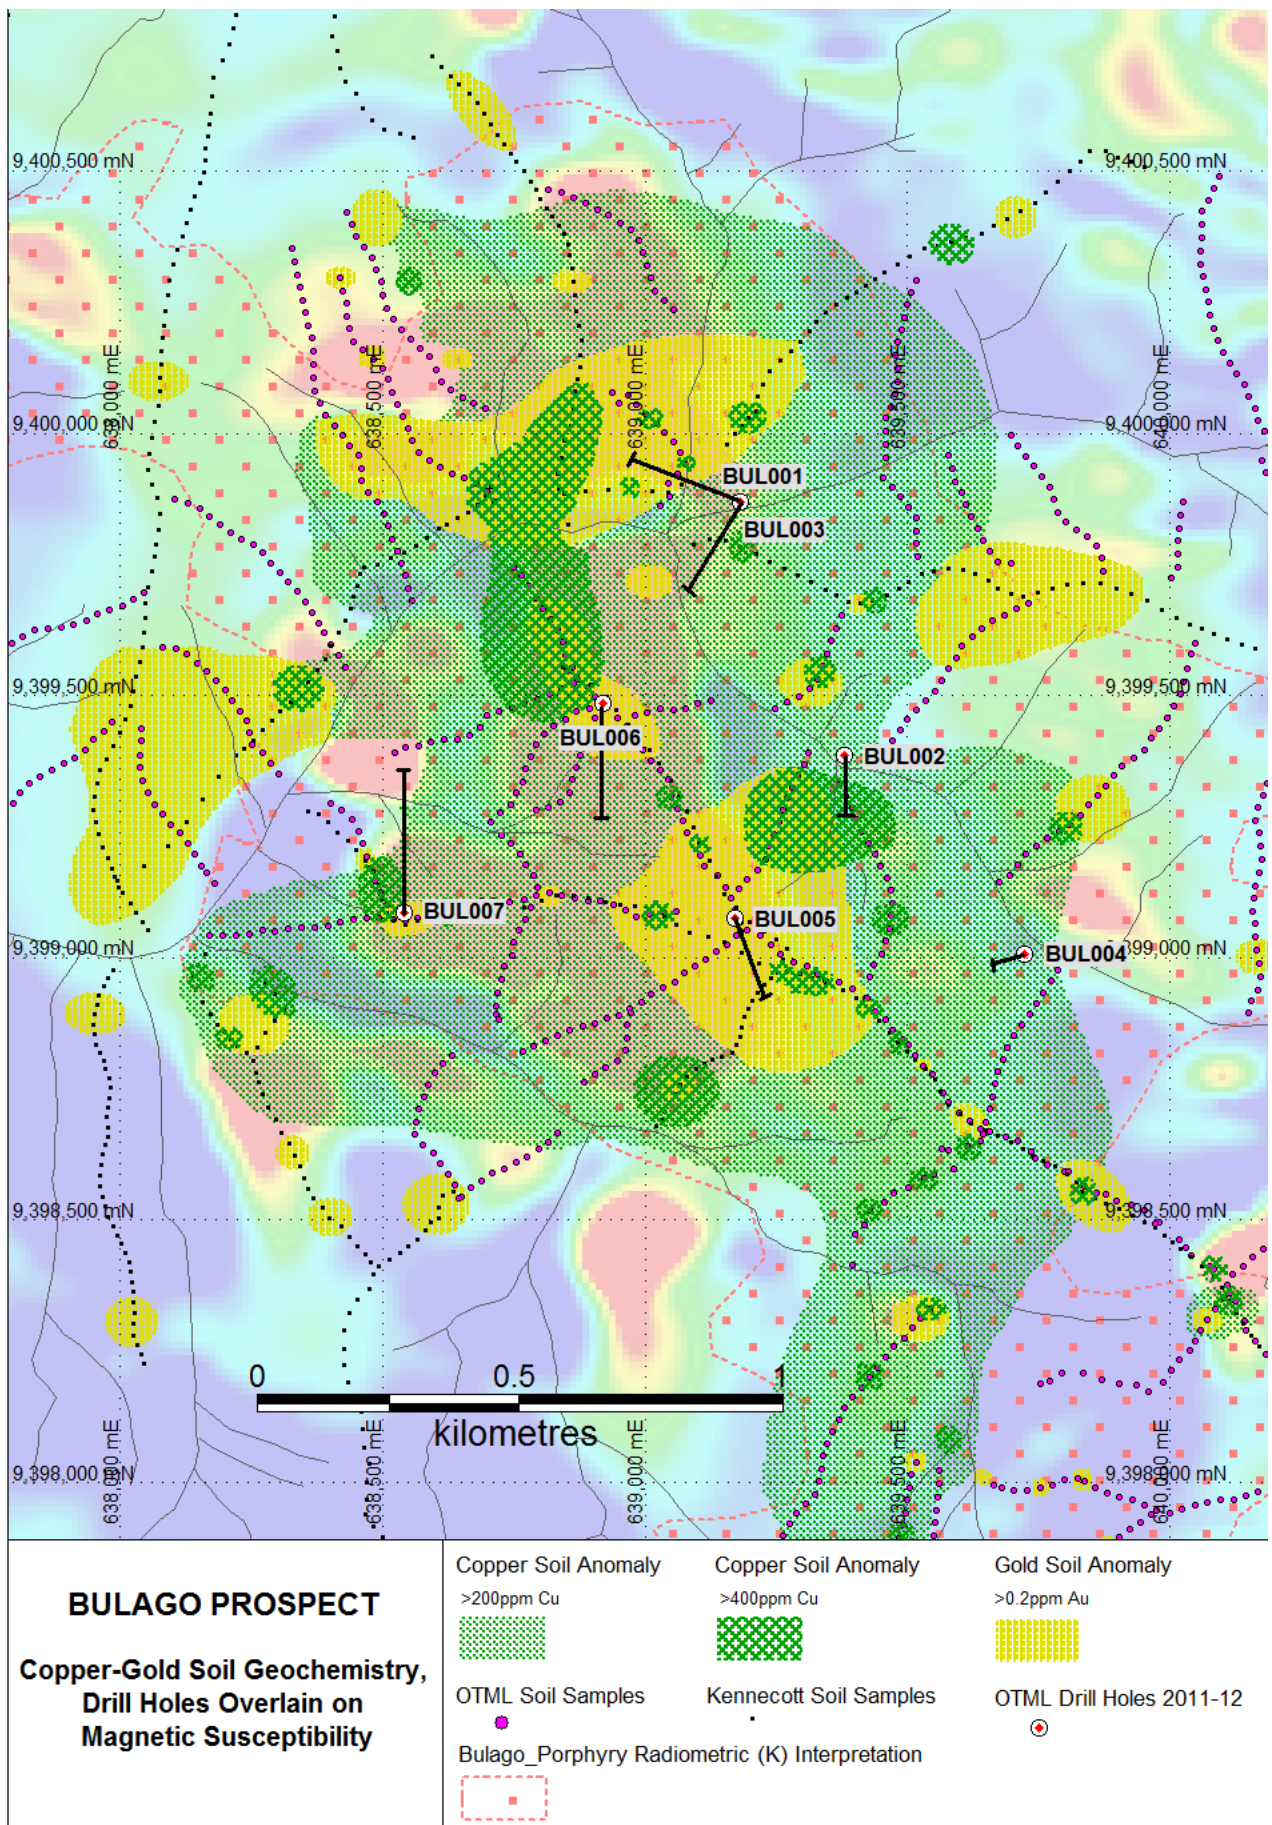 9,400,500 mN
9,400,500 mN
638,000 mE
638,500 mE
639,000 mE
639,500 mE
640,000 mE
9,400,000 mN
9,400,000 mN
BUL001
BUL003
9,399,500 mN
9,399,500 mN
BUL006
BUL002
BUL007
BUL005
9,399,000 mN
BUL004
9,399,000 mN
9,398,500 mN
9,398,500 mN
0
0.5
1
kilometres
638,000 mE
638,500 mE
639,000 mE
639,500 mE
640,000 mE
9,398,000 mN
9,398,000 mN
BULAGO PROSPECT
Copper-Gold Soil Geochemistry,
Drill Holes Overlain on
Magnetic Susceptibility
Copper Soil Anomaly
>200ppm Cu
Copper Soil Anomaly
>400ppm Cu
Gold Soil Anomaly
>0.2ppm Au
OTML Soil Samples
Kennecott Soil Samples
OTML Drill Holes 2011-12
Bulago_Porphyry Radiometric (K) Interpretation